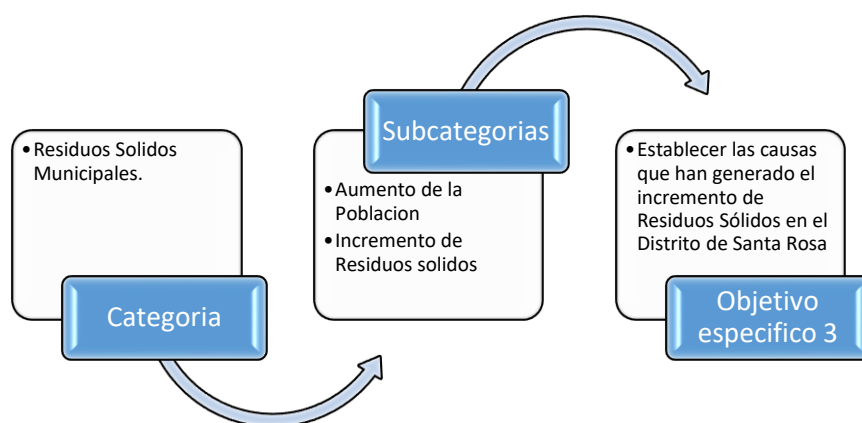 •Residuos Solidos
Municipales.
Categoria
Subcategorias
•Aumento de la
Poblacion
•Incremento de
Residuos solidos
•Establecer las causas
que han generado el
incremento de
Residuos Sólidos en el
Distrito de Santa Rosa
Objetivo
especifico 3